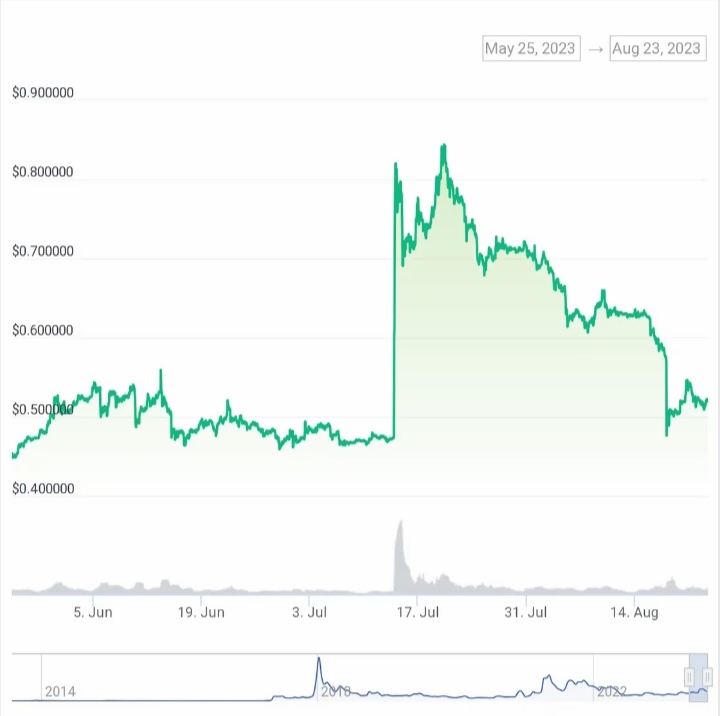 May 25, 2023 → Aug 23, 2023
$0.900000
$0.800000
$0.700000
$0.600000
$0.500000
$0.400000
5. Jun 19. Jun 3. Jul 17. Jul 31. Jul 14. Aug
2014 2018 2022